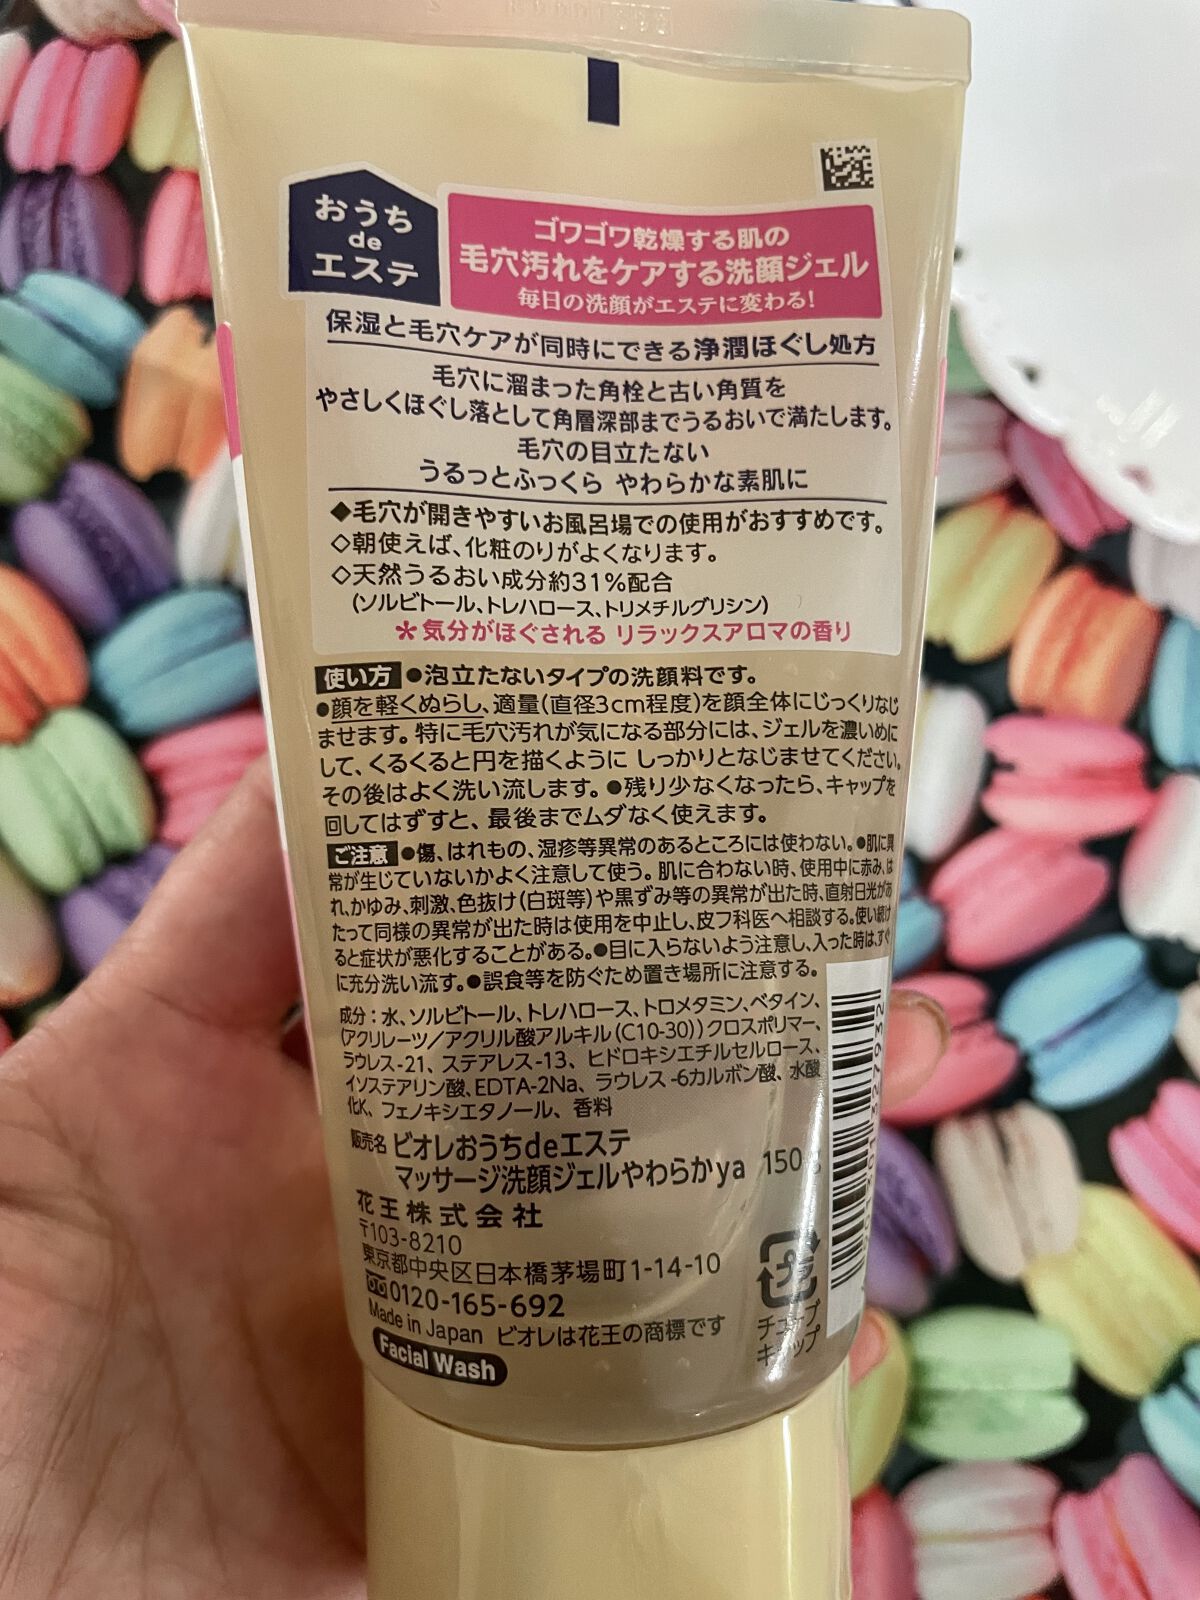 おうち
de
エステ
ゴワゴワ乾燥する肌の
毛穴汚れをケアする洗顔ジェル
毎日の洗顔がエステに変わる!
保湿と毛穴ケアが同時にできる浄潤ほぐし処方
毛穴に溜まった角栓と古い角質を
やさしくほぐし落として角層深部までうるおいで満たします。
毛穴の目立たない
うるっとふっくら やわらかな素肌に
◆毛穴が開きやすいお風呂場での使用がおすすめです。
◇朝使えば、化粧のりがよくなります。
◇天然うるおい成分約31%配合
(ソルビトール、トレハロース、トリメチルグリシン)
*気分がほぐされる リラックスアロマの香り
使い方 ●泡立たないタイプの洗顔料です。
●顔を軽くぬらし、適量(直径3cm程度)を顔全体にじっくりなじ
ませます。特に毛穴汚れが気になる部分には、ジェルを濃いめに
して、くるくると円を描くように しっかりとなじませてください。
その後はよく洗い流します。●残り少なくなったら、キャップを
回してはずすと、最後までムダなく使えます。
ご注意 ●傷、はれもの、湿疹等異常のあるところには使わない。●肌に異
常が生じていないかよく注意して使う。肌に合わない時、使用中に赤み、は
れ、かゆみ、刺激、色抜け(白斑等)や黒ずみ等の異常が出た時、直射日光があ
たって同様の異常が出た時は使用を中止し、皮フ科医へ相談する。使い続け
ると症状が悪化することがある。●目に入らないよう注意し、入った時は、すぐ
に充分洗い流す。●誤食等を防ぐため置き場所に注意する。
成分:水、ソルビトール、トレハロース、トロメタミン、ベタイン、
(アクリレーツ/アクリル酸アルキル(C10-30))クロスポリマー、
ラウレス-21、ステアレス-13、ヒドロキシエチルセルロース、
イソステアリン酸、EDTA-2Na、ラウレス-6カルボン酸、水酸
化K、フェノキシエタノール、香料
販売名 ビオレおうちdeエステ
マッサージ洗顔ジェルやわらかya 150g
花王株式会社
〒103-8210
東京都中央区日本橋茅場町1-14-10
0120-165-692
Made in Japan ビオレは花王の商標です
Facial Wash
プラ
チューブ
キャップ